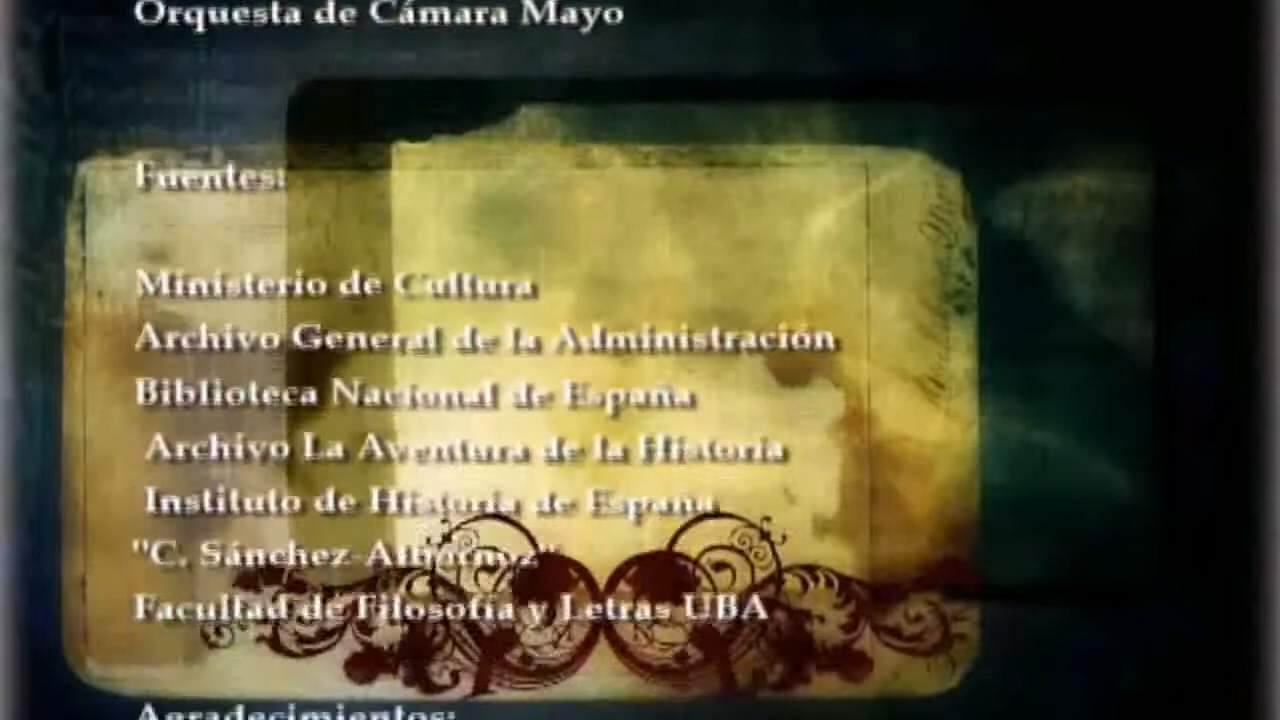 Orquesta de Cámara Mayo
Fuentes:
Ministerio de Cultura
Archivo General de la Administración
Biblioteca Nacional de España
Archivo La Aventura de la Historia
Instituto de Historia de España
"C. Sánchez-Albornoz"
Facultad de Filosofía y Letras UBA
Agradecimientos: